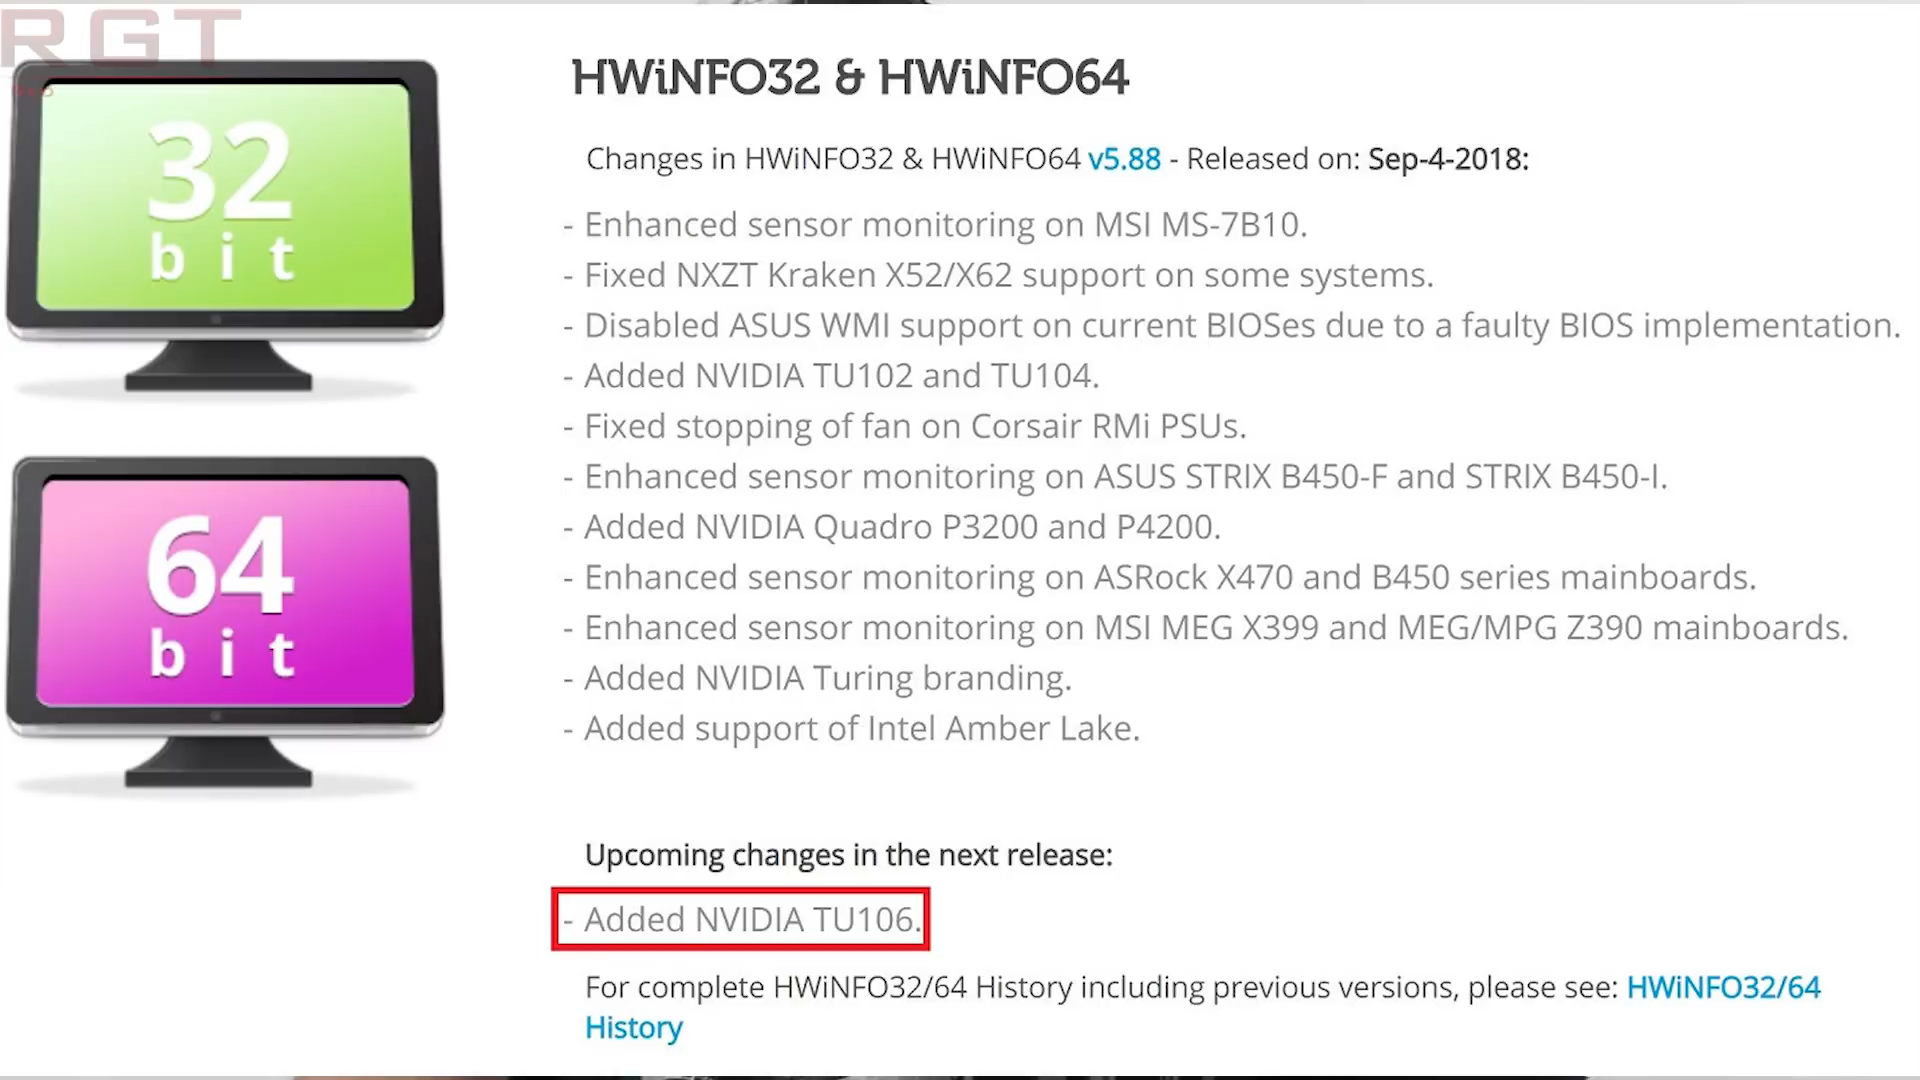 RGT
32
bit
64
bit
HWiNFO32 & HWiNFO64
Changes in HWiNFO32 & HWiNFO64 v5.88 - Released on: Sep-4-2018:
- Enhanced sensor monitoring on MSI MS-7B10.
- Fixed NXZT Kraken X52/X62 support on some systems.
- Disabled ASUS WMI support on current BIOSes due to a faulty BIOS implementation.
- Added NVIDIA TU102 and TU104.
- Fixed stopping of fan on Corsair RMi PSUs.
- Enhanced sensor monitoring on ASUS STRIX B450-F and STRIX B450-I.
- Added NVIDIA Quadro P3200 and P4200.
- Enhanced sensor monitoring on ASRock X470 and B450 series mainboards.
- Enhanced sensor monitoring on MSI MEG X399 and MEG/MPG Z390 mainboards.
- Added NVIDIA Turing branding.
- Added support of Intel Amber Lake.
Upcoming changes in the next release:
- Added NVIDIA TU106.
For complete HWiNFO32/64 History including previous versions, please see: HWiNFO32/64
History